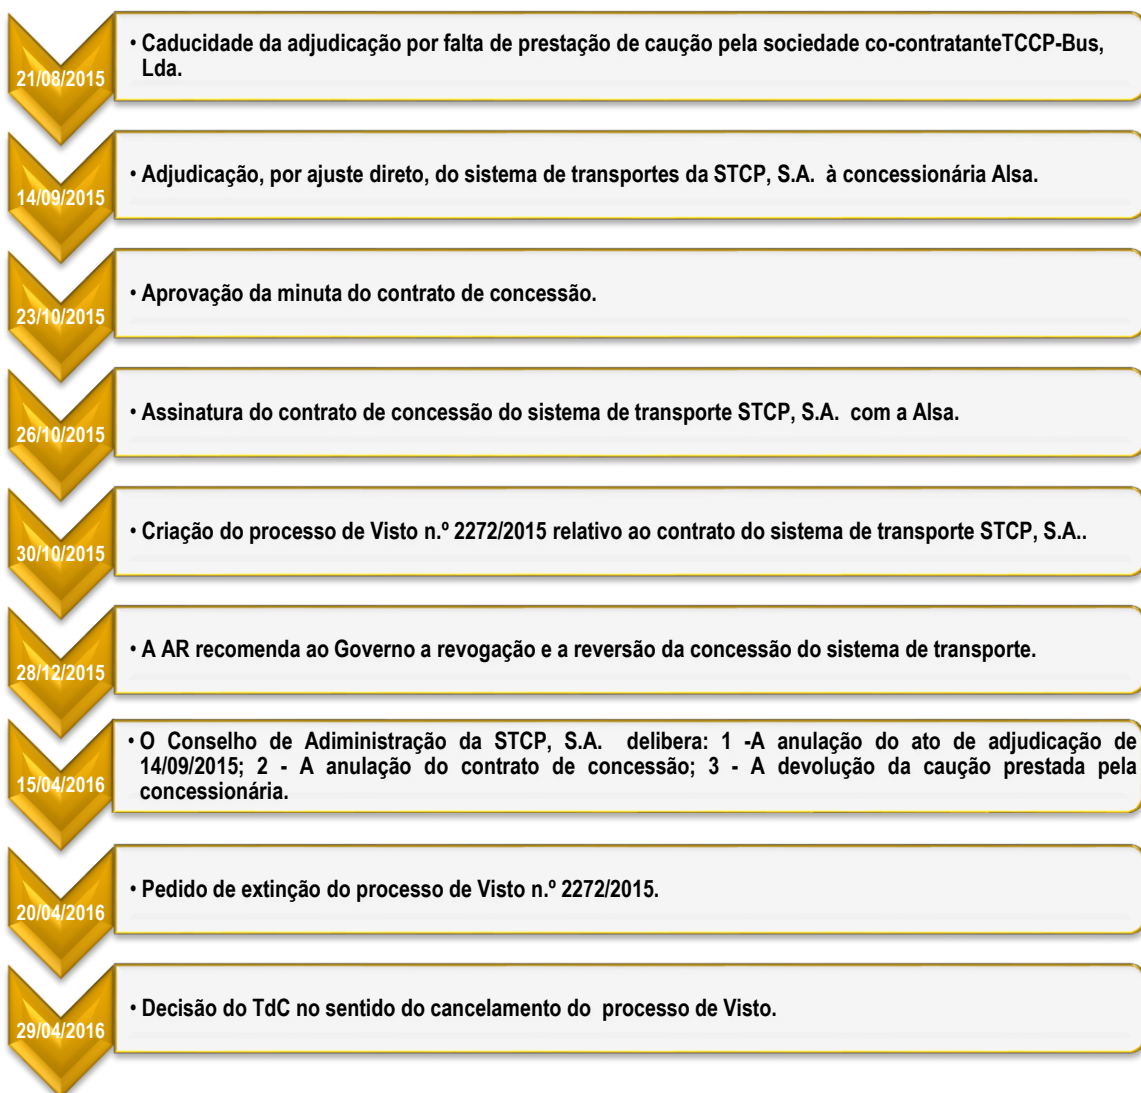 21/08/2015
• Caducidade da adjudicação por falta de prestação de caução pela sociedade co-contratanteTCCP-Bus,
Lda.
14/09/2015
• Adjudicação, por ajuste direto, do sistema de transportes da STCP, S.A. à concessionária Alsa.
23/10/2015
• Aprovação da minuta do contrato de concessão.
26/10/2015
• Assinatura do contrato de concessão do sistema de transporte STCP, S.A. com a Alsa.
30/10/2015
• Criação do processo de Visto n.º 2272/2015 relativo ao contrato do sistema de transporte STCP, S.A..
28/12/2015
• A AR recomenda ao Governo a revogação e a reversão da concessão do sistema de transporte.
15/04/2016
• O Conselho de Adiministração da STCP, S.A. delibera: 1 -A anulação do ato de adjudicação de
14/09/2015; 2 - A anulação do contrato de concessão; 3 - A devolução da caução prestada pela
concessionária.
20/04/2016
• Pedido de extinção do processo de Visto n.º 2272/2015.
29/04/2016
• Decisão do TdC no sentido do cancelamento do processo de Visto.